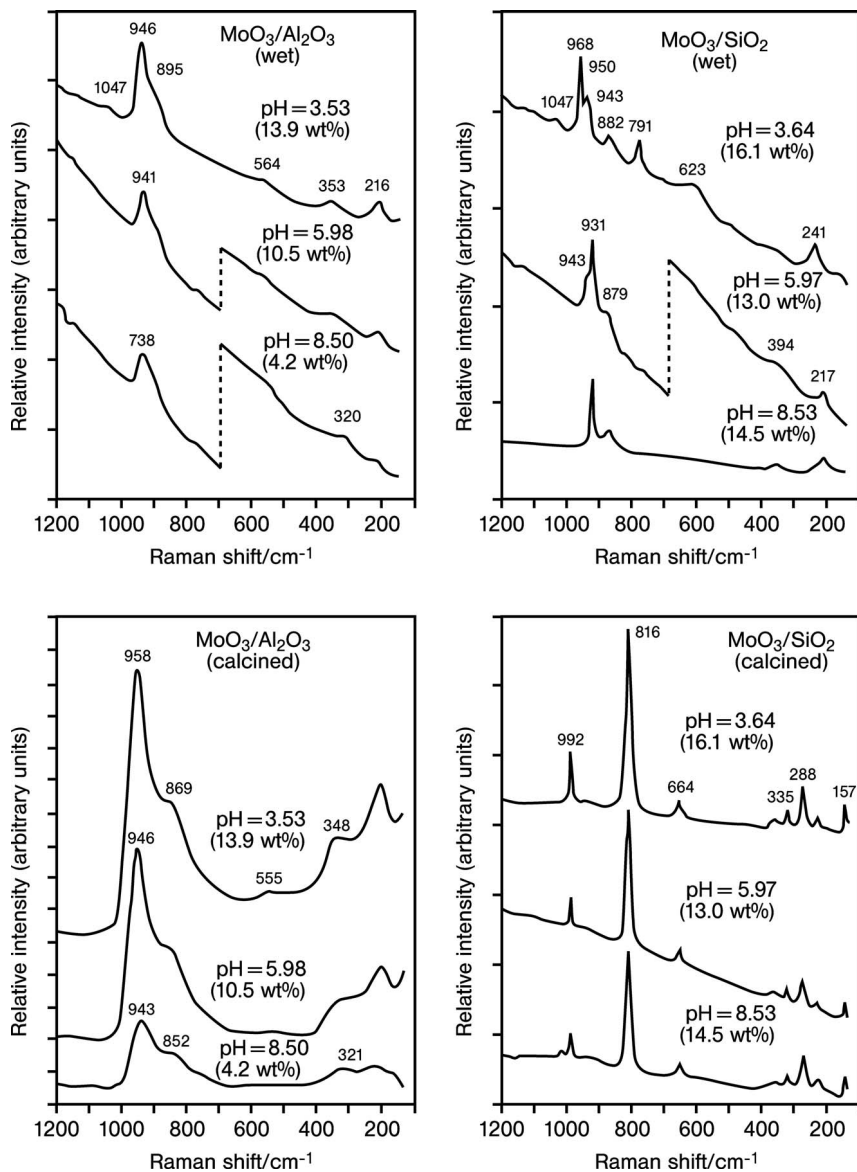 MoO3/Al2O3
(wet)
946
895
1047
pH = 3.53
(13.9 wt%)
564
353
216
941
pH = 5.98
(10.5 wt%)
738
pH = 8.50
(4.2 wt%)
320
Relative intensity (arbitrary units)
1200 1000 800 600 400 200
Raman shift/cm-1
MoO3/SiO2
(wet)
968
950
943
1047
882
791
pH = 3.64
(16.1 wt%)
623
241
931
943
879
pH = 5.97
(13.0 wt%)
394
217
pH = 8.53
(14.5 wt%)
Relative intensity (arbitrary units)
1200 1000 800 600 400 200
Raman shift/cm-1
MoO3/Al2O3
(calcined)
958
869
pH = 3.53
(13.9 wt%)
348
555
946
pH = 5.98
(10.5 wt%)
943
852
pH = 8.50
(4.2 wt%)
321
Relative intensity (arbitrary units)
1200 1000 800 600 400 200
Raman shift/cm-1
MoO3/SiO2
(calcined)
816
992
pH = 3.64
(16.1 wt%)
664
335
288
157
pH = 5.97
(13.0 wt%)
pH = 8.53
(14.5 wt%)
Relative intensity (arbitrary units)
1200 1000 800 600 400 200
Raman shift/cm-1